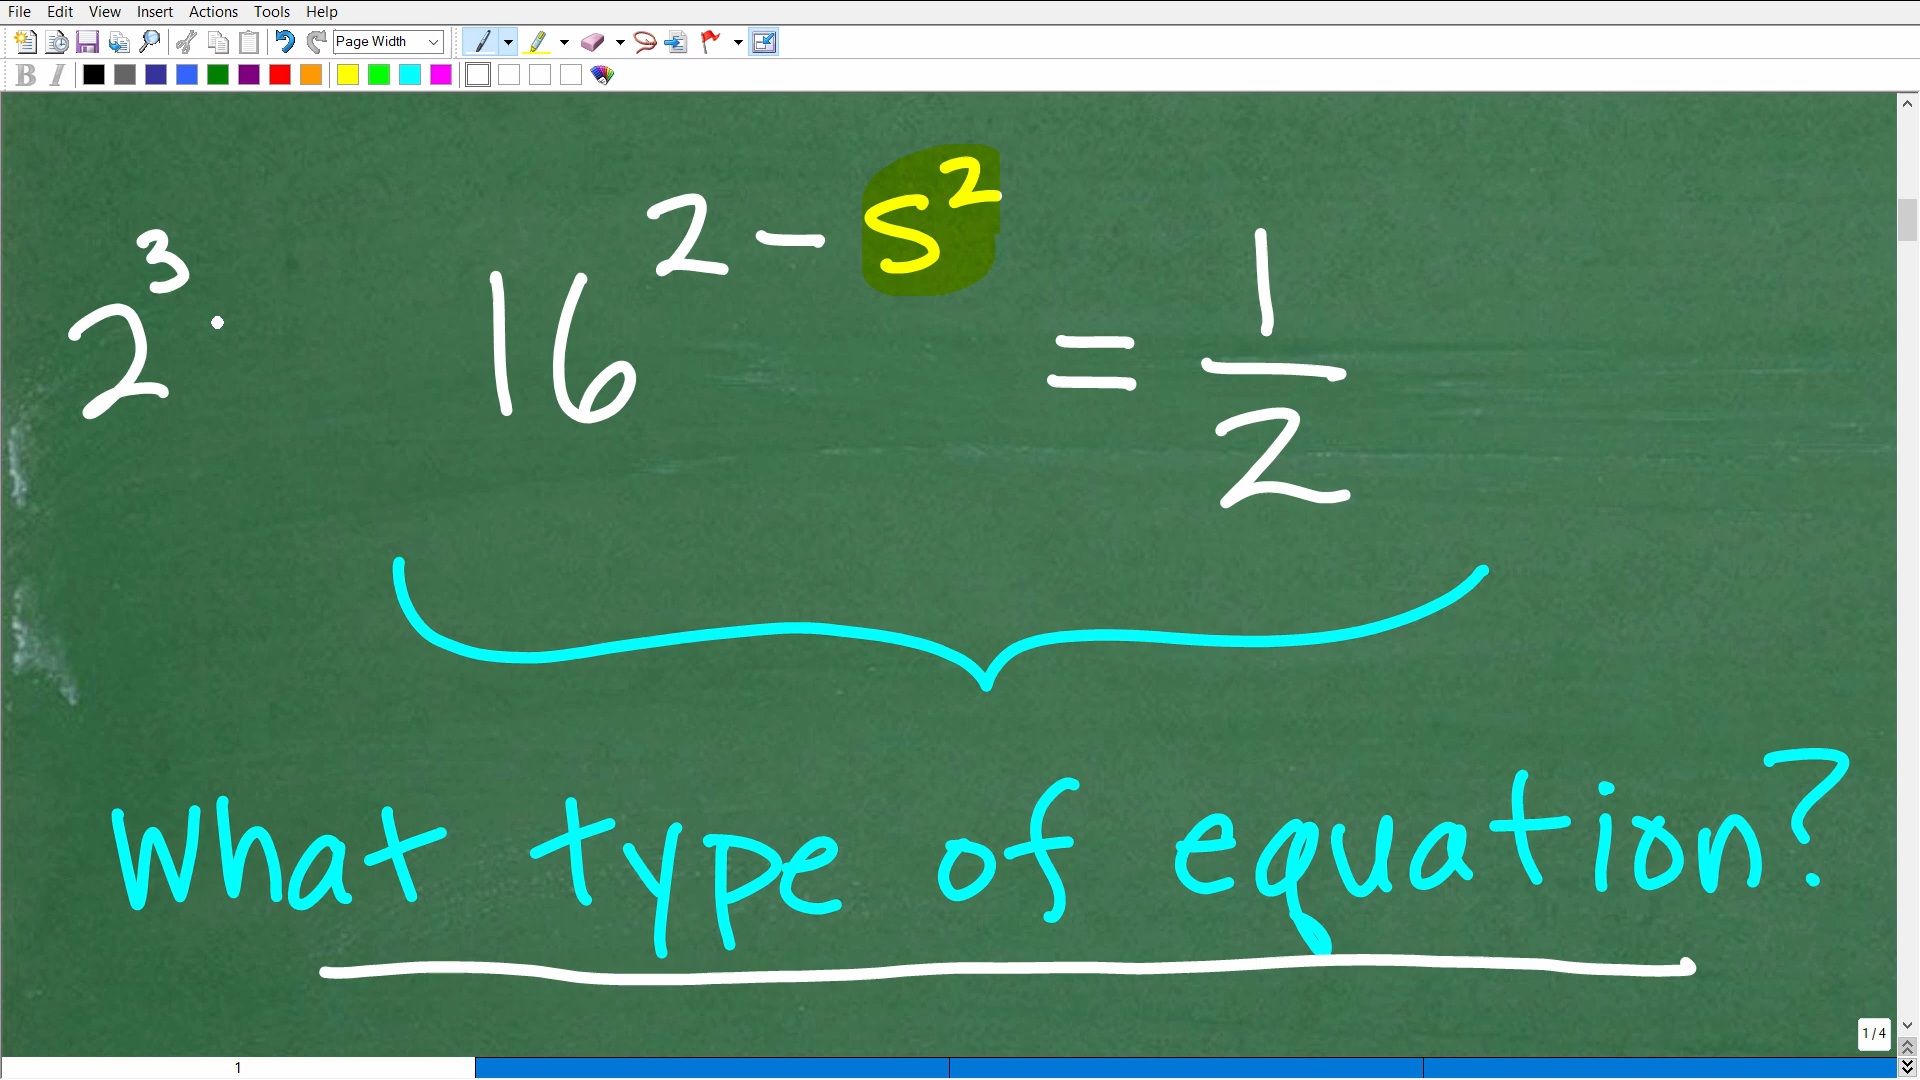 File Edit View Insert Actions Tools Help
Page Width
B I
2³ 16^(2 - s²) = 1/2
What type of equation?
1 / 4
1